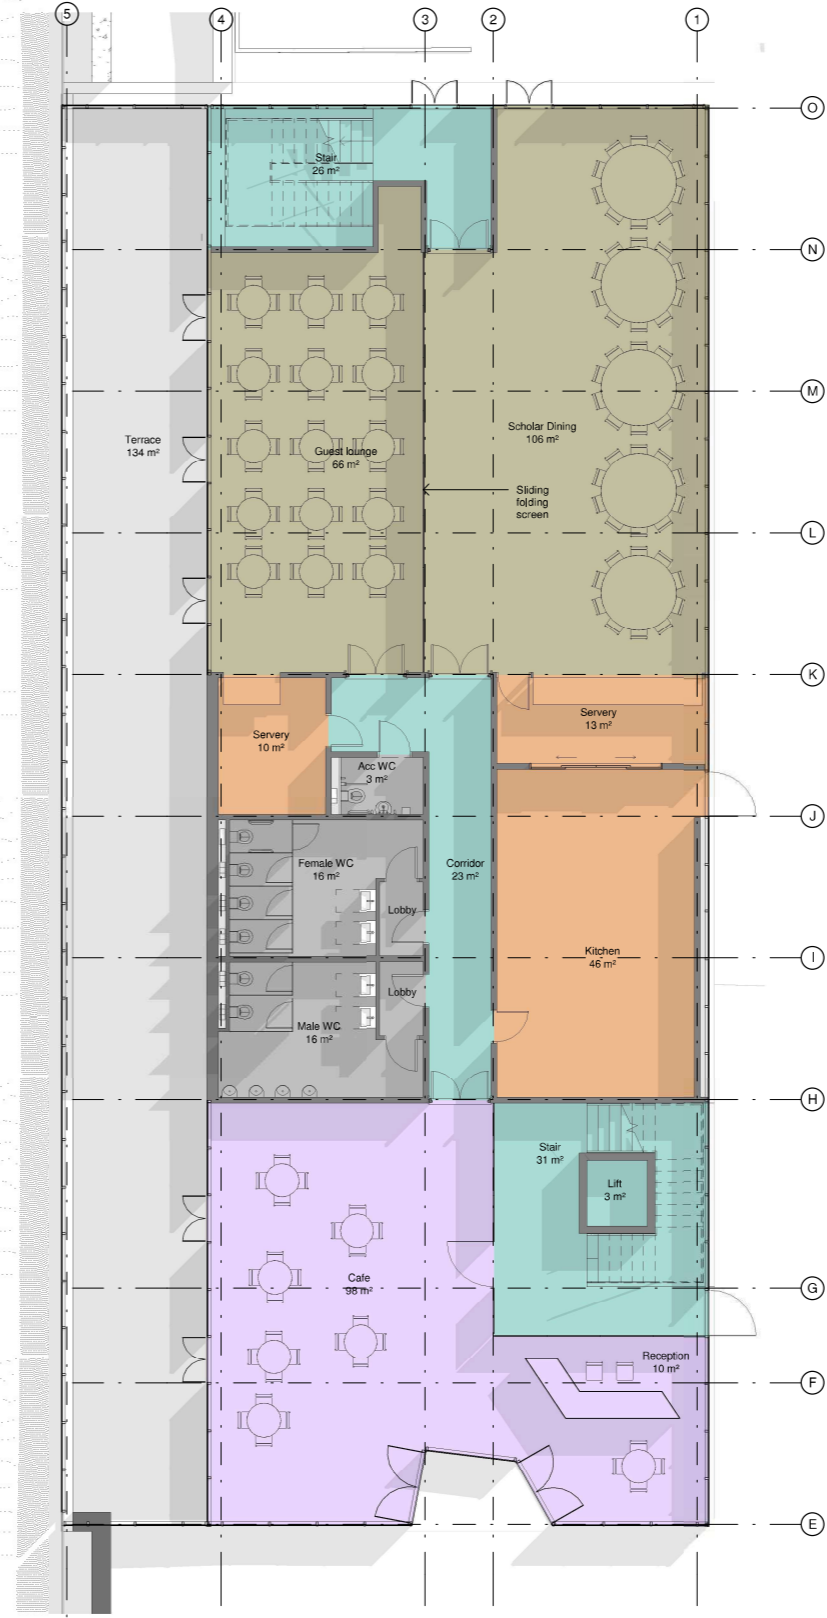 5
4
3
2
1
O
Stair
26 m²
N
M
Scholar Dining
106 m²
Terrace
134 m²
Guest lounge
66 m²
Sliding
folding
screen
L
K
Servery
13 m²
Servery
10 m²
Acc WC
3 m²
J
Female WC
16 m²
Corridor
23 m²
Lobby
Kitchen
46 m²
I
Lobby
Male WC
16 m²
H
Stair
31 m²
Lift
3 m²
Cafe
98 m²
G
Reception
10 m²
F
E